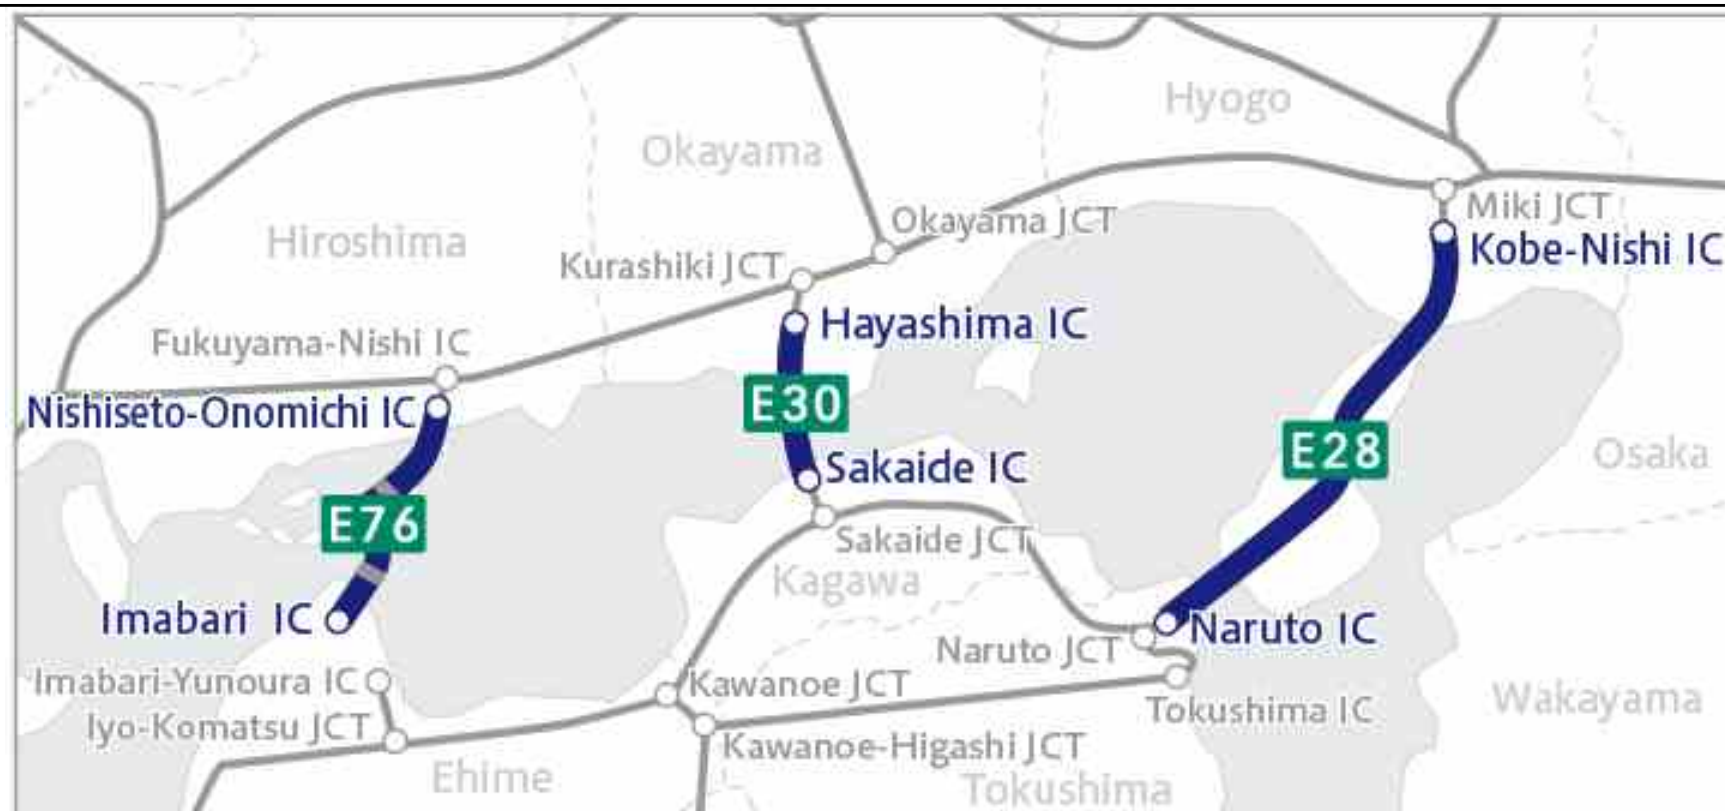 Hyogo
Okayama
Miki JCT
Okayama JCT
Hiroshima
Kobe-Nishi IC
Kurashiki JCT
Hayashima IC
Fukuyama-Nishi IC
E30
Nishiseto-Onomichi IC
E28
Osaka
Sakaide IC
E76
Sakaide JCT
Kagawa
Imabari IC
Naruto IC
Naruto JCT
Imabari-Yunoura IC
Kawanoe JCT
Wakayama
Tokushima IC
Iyo-Komatsu JCT
Kawanoe-Higashi JCT
Ehime
Tokushima